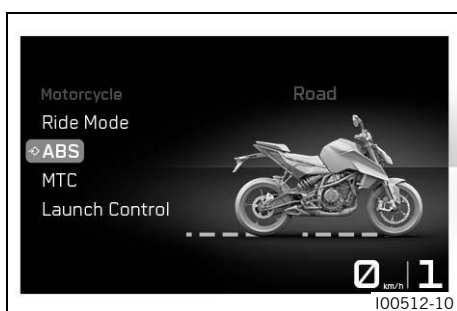 Motorcycle
Road
Ride Mode
ABS
MTC
Launch Control
0 km/h 1
I00512-10